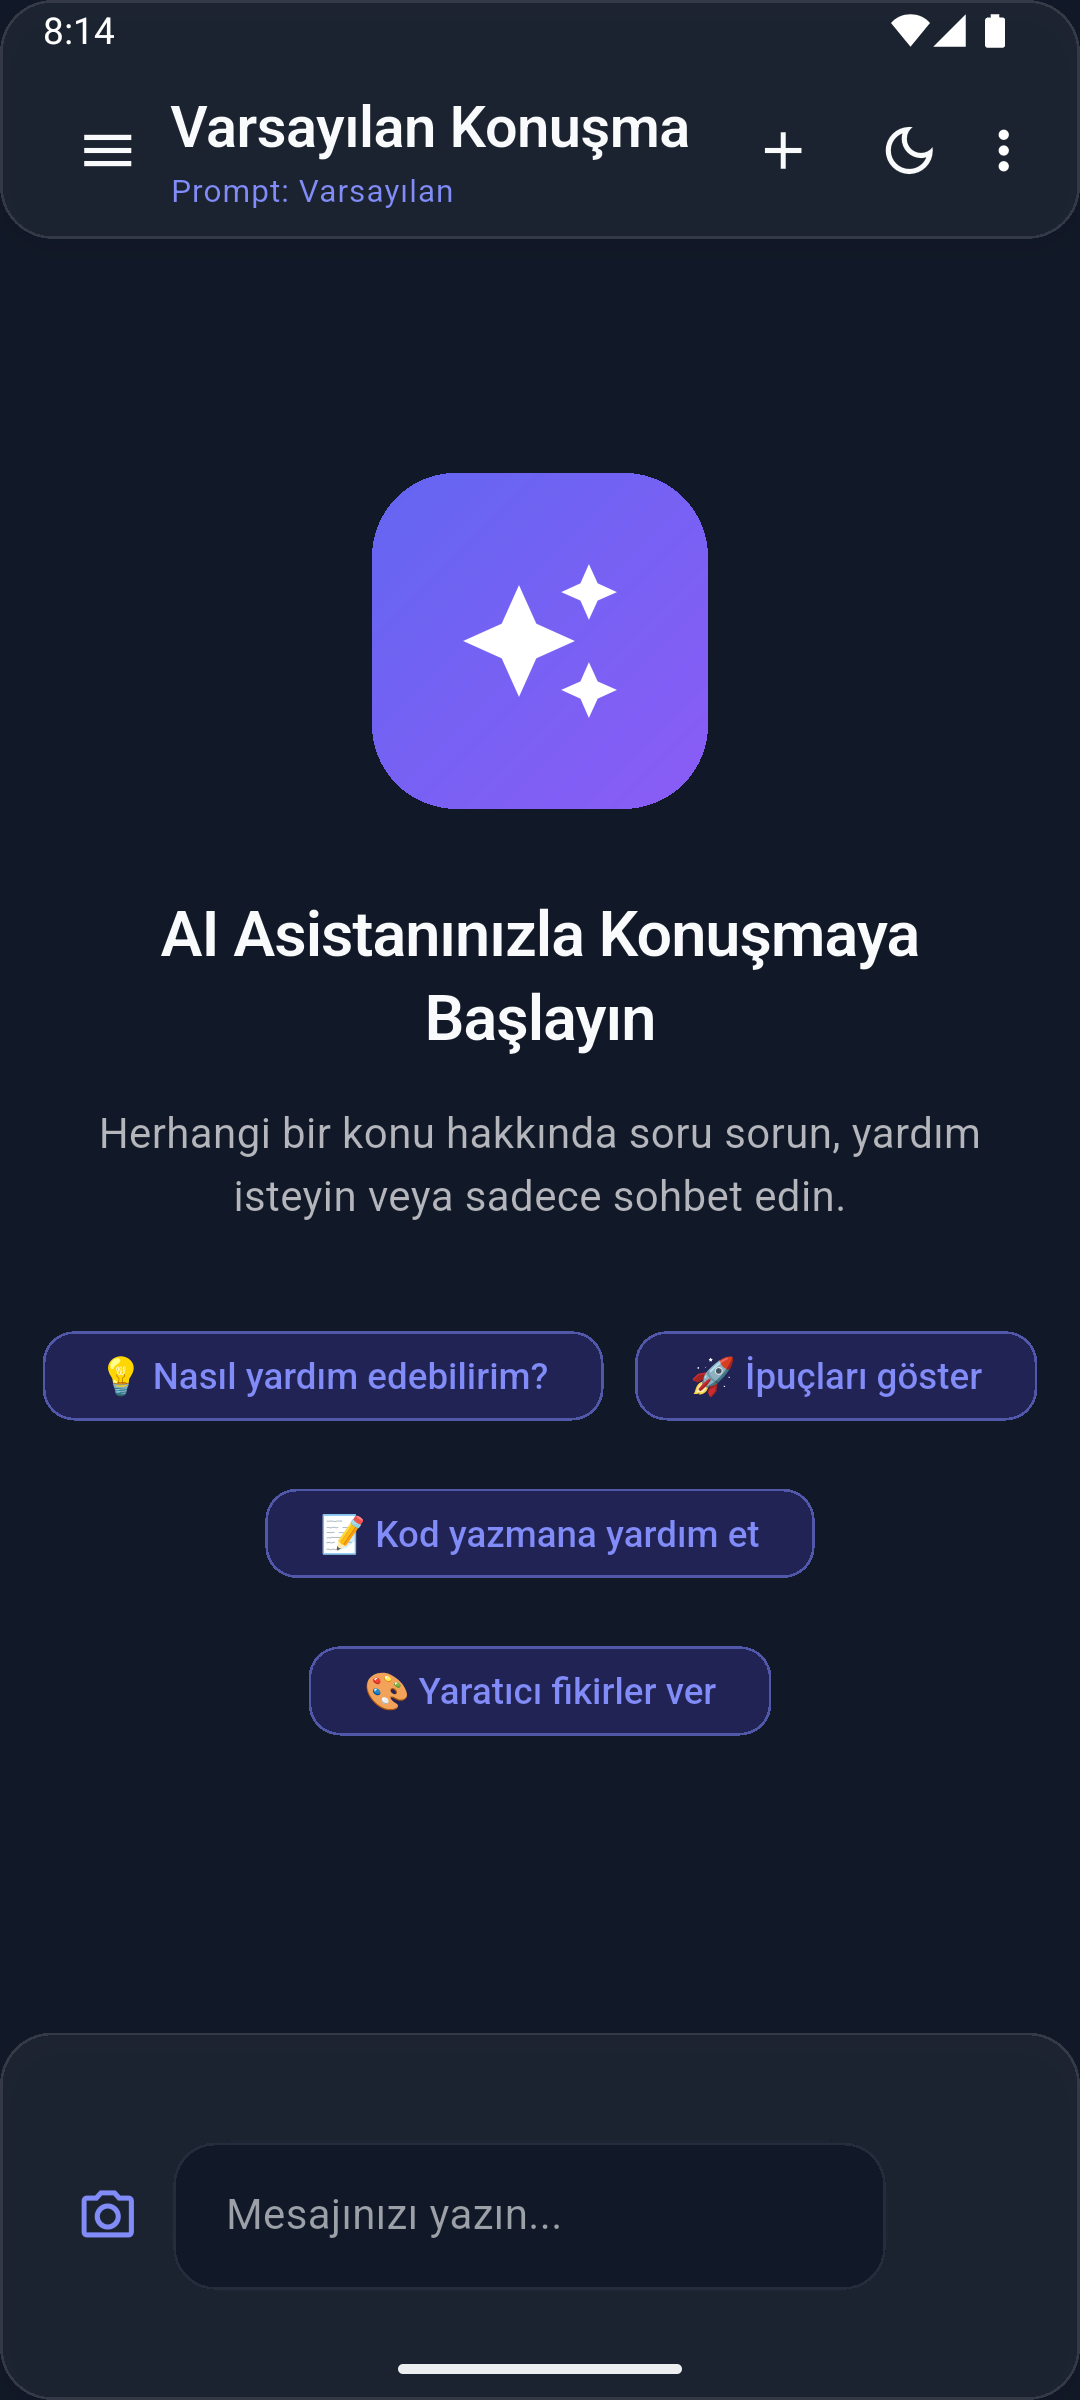 8:14
Varsayılan Konuşma
Prompt: Varsayılan
AI Asistanınızla Konuşmaya
Başlayın
Herhangi bir konu hakkında soru sorun, yardım
isteyin veya sadece sohbet edin.
💡 Nasıl yardım edebilirim?
🚀 İpuçları göster
📝 Kod yazmana yardım et
🎨 Yaratıcı fikirler ver
Mesajınızı yazın...